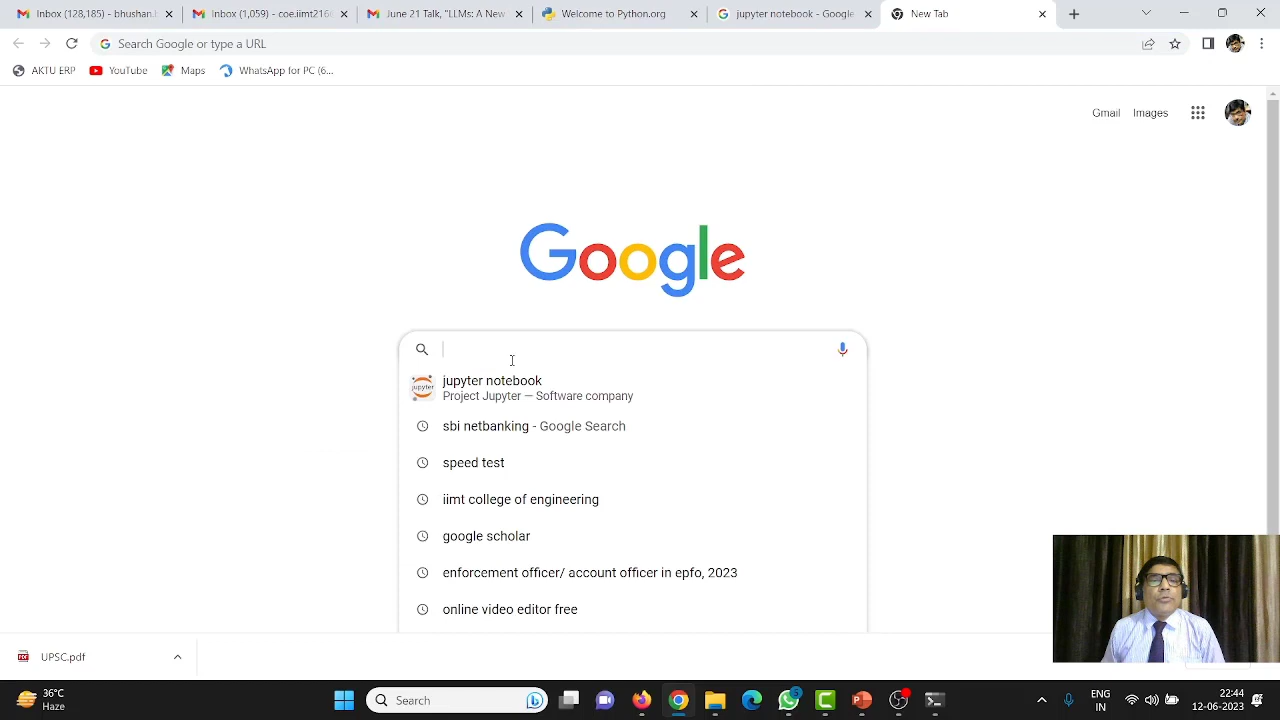 Inbox (128,185) - bhushan.l
Inbox (1,059) - coe.iimt216
June 21 Talk, "LLMs: A New
Welcome to Python.org
jupyter notebook - Google
New Tab
Search Google or type a URL
AKTU ERP
YouTube
Maps
WhatsApp for PC (6...
Gmail
Images
Google
jupyter notebook
Project Jupyter — Software company
sbi netbanking - Google Search
speed test
iimt college of engineering
google scholar
enforcement officer/ account officer in epfo, 2023
online video editor free
UPSC.pdf
36°C
Haze
Search
5
ENG
IN
22:44
12-06-2023